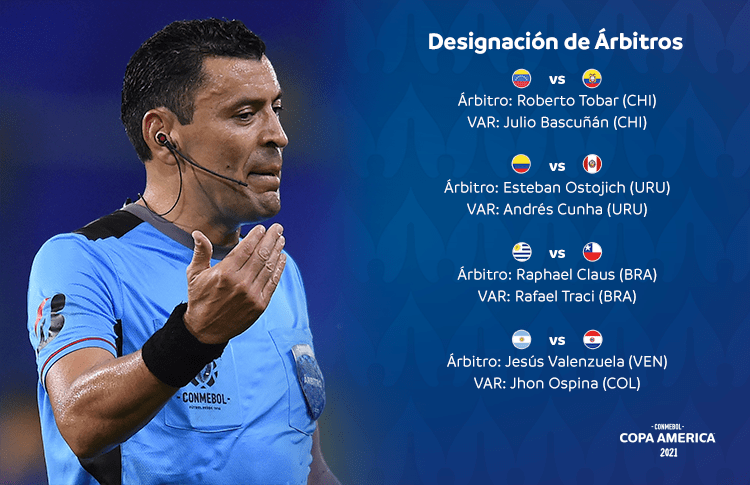 Designación de Árbitros
vs
Árbitro: Roberto Tobar (CHI)
VAR: Julio Bascuñán (CHI)
vs
Árbitro: Esteban Ostojich (URU)
VAR: Andrés Cunha (URU)
vs
Árbitro: Raphael Claus (BRA)
VAR: Rafael Traci (BRA)
vs
Árbitro: Jesús Valenzuela (VEN)
VAR: Jhon Ospina (COL)
CONMEBOL
-CONMEBOL-
COPA AMERICA
2021